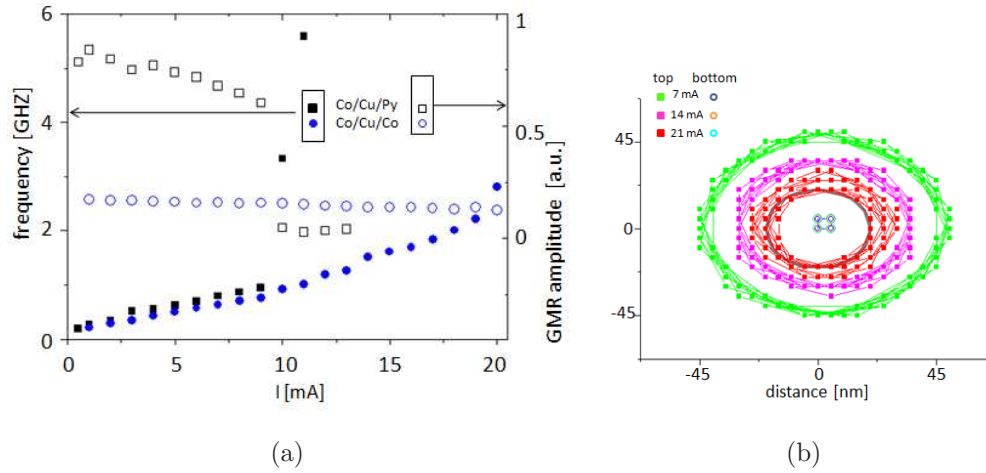 (a)
frequency [GHZ]
6
4
2
0
0
5
10
15
20
I [mA]
1
0.5
0
GMR amplitude [a.u.]
Co/Cu/Py
Co/Cu/Co
(b)
top bottom
7 mA
14 mA
21 mA
45
0
-45
-45
0
45
distance [nm]